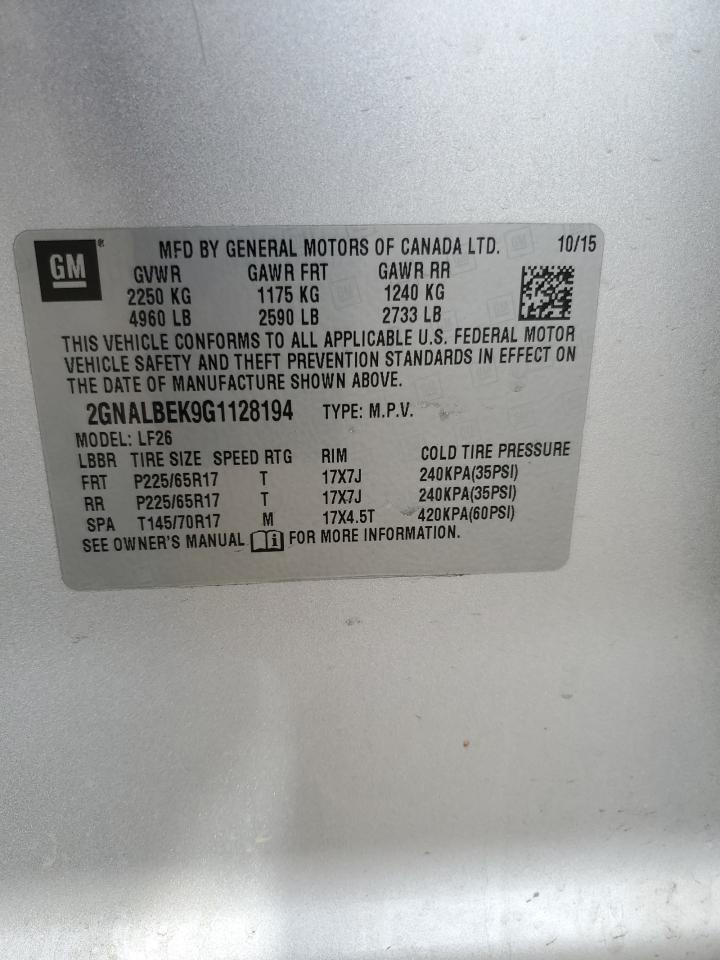 GM® MFD BY GENERAL MOTORS OF CANADA LTD. 10/15
GVWR GAWR FRT GAWR RR
2250 KG 1175 KG 1240 KG
4960 LB 2590 LB 2733 LB
THIS VEHICLE CONFORMS TO ALL APPLICABLE U.S. FEDERAL MOTOR
VEHICLE SAFETY AND THEFT PREVENTION STANDARDS IN EFFECT ON
THE DATE OF MANUFACTURE SHOWN ABOVE.
2GNALBEK9G1128194 TYPE: M.P.V.
MODEL: LF26
LBBR TIRE SIZE SPEED RTG RIM COLD TIRE PRESSURE
FRT P225/65R17 T 17X7J 240KPA(35PSI)
RR P225/65R17 T 17X7J 240KPA(35PSI)
SPA T145/70R17 M 17X4.5T 420KPA(60PSI)
SEE OWNER'S MANUAL FOR MORE INFORMATION.